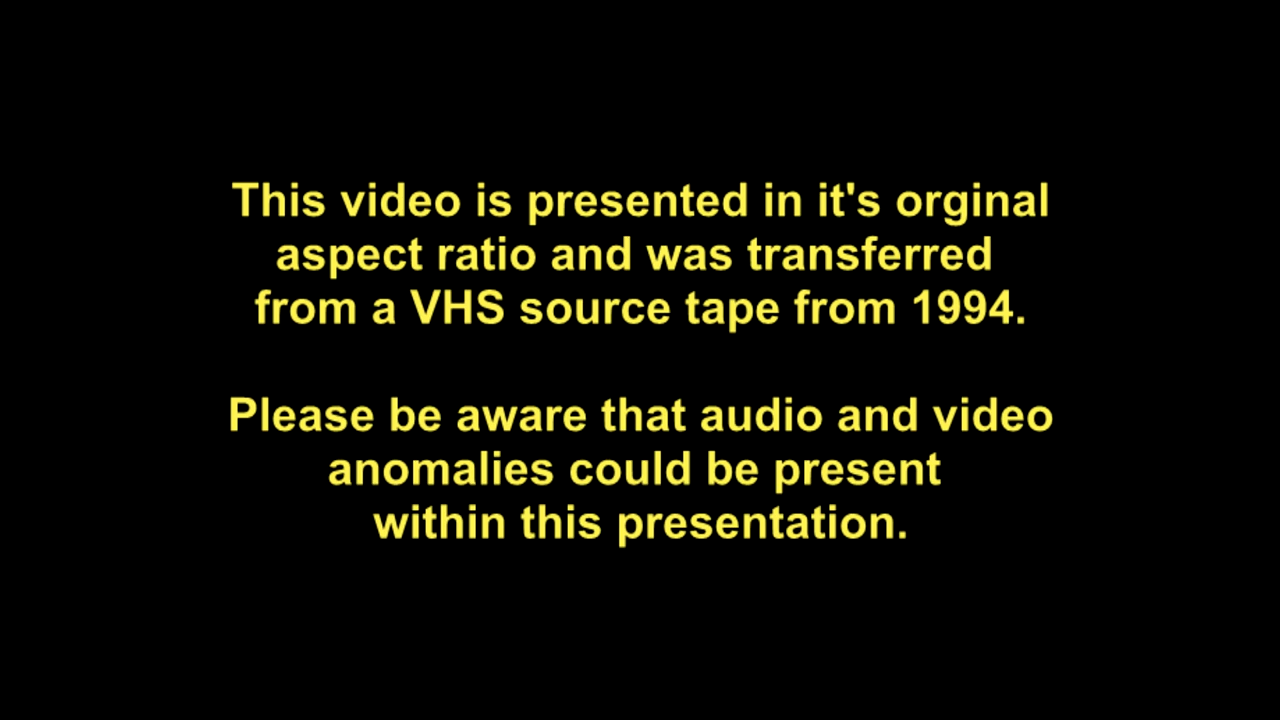 This video is presented in it's orginal
aspect ratio and was transferred
from a VHS source tape from 1994.
Please be aware that audio and video
anomalies could be present
within this presentation.